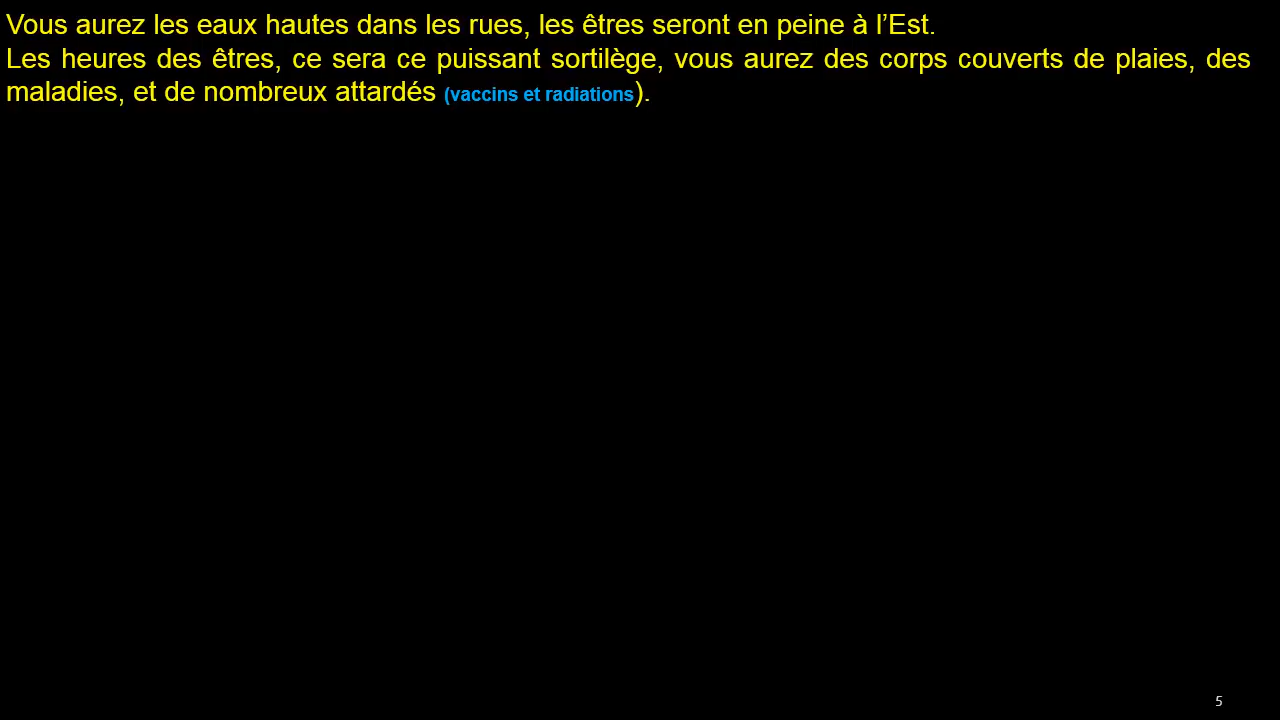 Vous aurez les eaux hautes dans les rues, les êtres seront en peine à l’Est.
Les heures des êtres, ce sera ce puissant sortilège, vous aurez des corps couverts de plaies, des
maladies, et de nombreux attardés (vaccins et radiations).
5